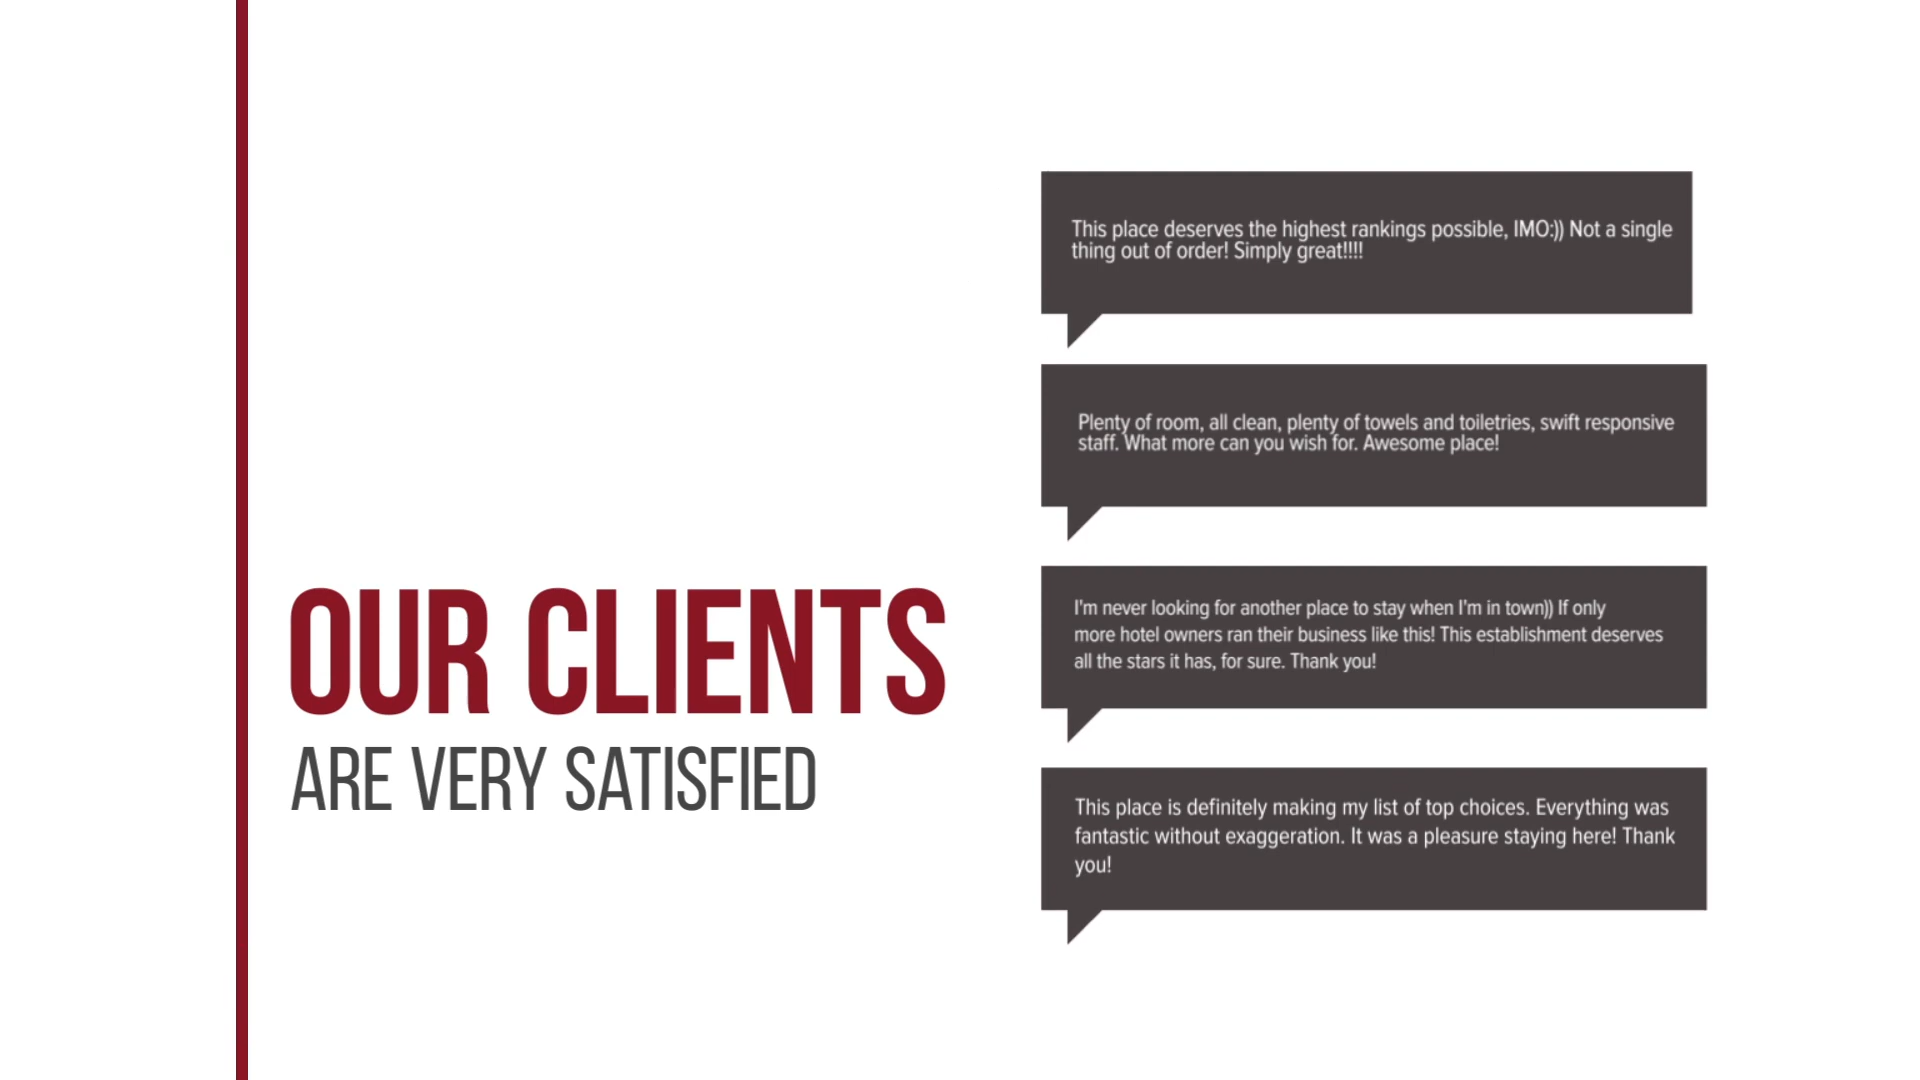 OUR CLIENTS
ARE VERY SATISFIED
This place deserves the highest rankings possible, IMO:)) Not a single
thing out of order! Simply great!!!!
Plenty of room, all clean, plenty of towels and toiletries, swift responsive
staff. What more can you wish for. Awesome place!
I'm never looking for another place to stay when I'm in town)) If only
more hotel owners ran their business like this! This establishment deserves
all the stars it has, for sure. Thank you!
This place is definitely making my list of top choices. Everything was
fantastic without exaggeration. It was a pleasure staying here! Thank
you!